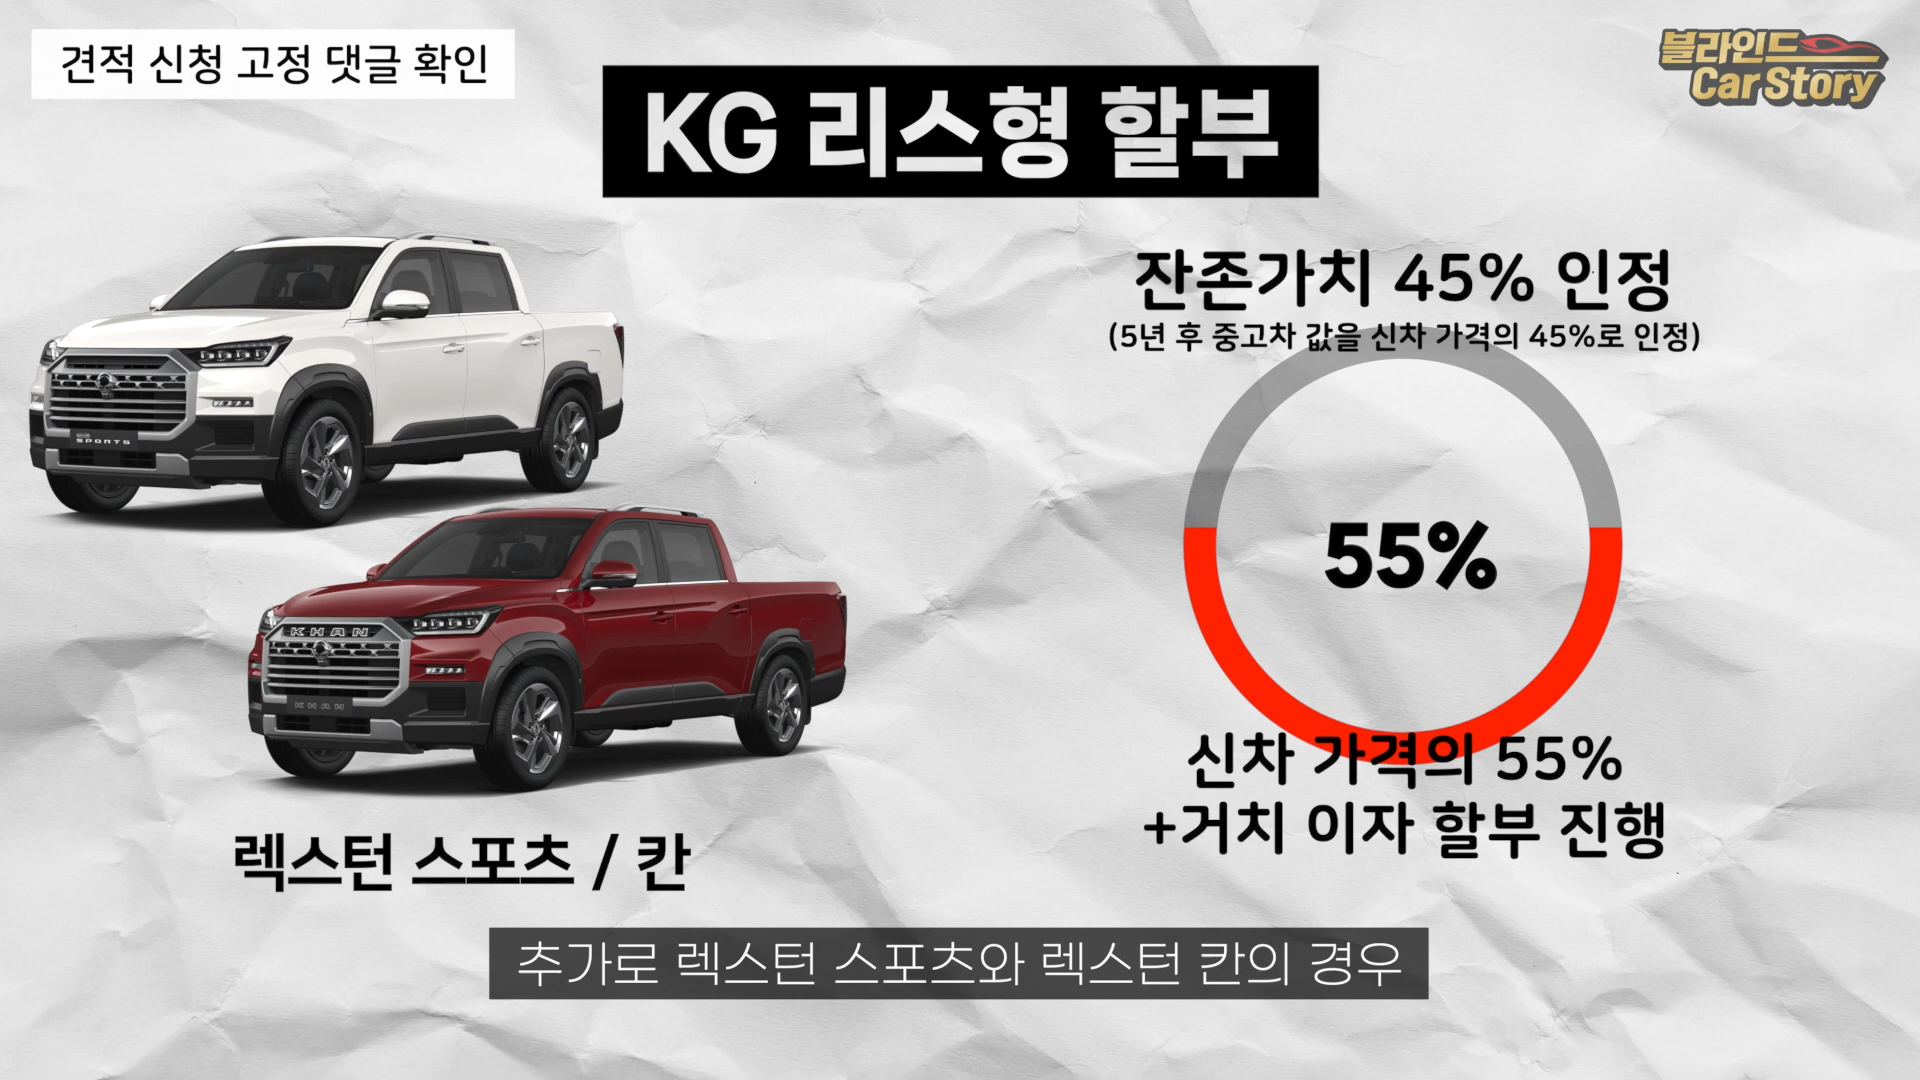 견적 신청 고정 댓글 확인
블라인드
Car Story
KG 리스형 할부
잔존가치 45% 인정
(5년 후 중고차 값을 신차 가격의 45%로 인정)
55%
SPORTS
KHAN
KHAN
신차 가격의 55%
+거치 이자 할부 진행
렉스턴 스포츠 / 칸
추가로 렉스턴 스포츠와 렉스턴 칸의 경우